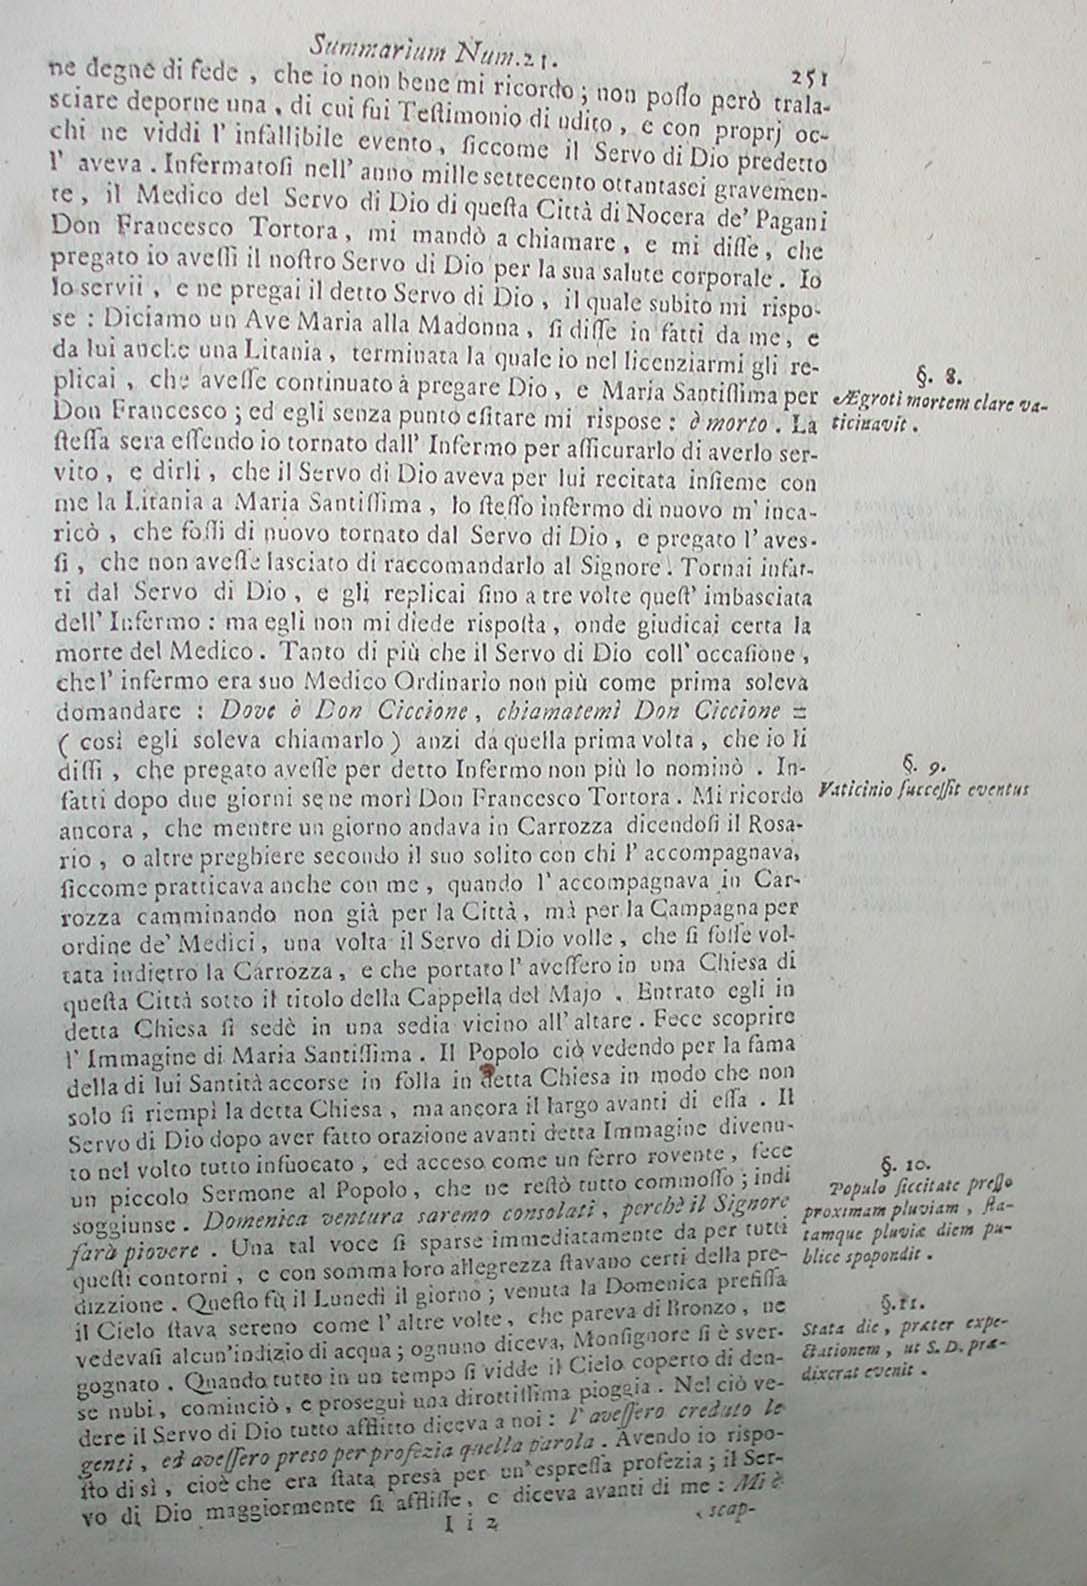 Summarium Num.21.
251
ne degne di fede , che io non bene mi ricordo ; non poſſo però trala-
sciare deporne una , di cui fui Teſtimonio di udito , e con proprj oc-
chi ne viddi l' infallibile evento , ſiccome il Servo di Dio predetto
l' aveva . Infermatoſi nell' anno mille settecento ottantasei gravemen-
te , il Medico del Servo di Dio di queſta Città di Nocera de' Pagani
Don Francesco Tortora , mi mandò a chiamare , e mi diſſe , che
pregato io aveſſi il noſtro Servo di Dio per la sua salute corporale . Io
lo servii , e ne pregai il detto Servo di Dio , il quale subito mi rispo-
se : Diciamo un Ave Maria alla Madonna , ſi diſſe in fatti da me , e
da lui anche una Litania , terminata la quale io nel licenziarmi gli re-
plicai , che aveſſe continuato à pregare Dio , e Maria Santiſſima per
Don Francesco ; ed egli senza punto eſitare mi rispose : è morto . La
ſteſſa sera eſſendo io tornato dall' Infermo per aſſicurarlo di averlo ser-
vito , e dirli , che il Servo di Dio aveva per lui recitata inſieme con
me la Litania a Maria Santiſſima , lo ſteſſo infermo di nuovo m' inca-
ricò , che foſſi di nuovo tornato dal Servo di Dio , e pregato l' aves-
ſi , che non aveſſe lasciato di raccomandarlo al Signore . Tornai infat-
ti dal Servo di Dio , e gli replicai ſino a tre volte queſt' imbasciata
dell' Infermo : ma egli non mi diede rispoſta , onde giudicai certa la
morte del Medico . Tanto di più che il Servo di Dio coll' occaſione ,
che l' infermo era suo Medico Ordinario non più come prima soleva
domandare : Dove è Don Ciccione , chiamatemi Don Ciccione =
( così egli soleva chiamarlo ) anzi da quella prima volta , che io li
diſſi , che pregato aveſſe per detto Infermo non più lo nominò . In-
fatti dopo due giorni se ne morì Don Francesco Tortora . Mi ricordo
ancora , che mentre un giorno andava in Carrozza dicendoſi il Rosa-
rio , o altre preghiere secondo il suo solito con chi l' accompagnava,
ſiccome pratticava anche con me , quando l' accompagnava in Car-
rozza camminando non già per la Città , mà per la Campagna per
ordine de' Medici , una volta il Servo di Dio volle , che ſi foſſe vol-
tata indietro la Carrozza , e che portato l' aveſſero in una Chiesa di
queſta Città sotto il titolo della Cappella del Majo . Entrato egli in
detta Chiesa ſi sedè in una sedia vicino all' altare . Fece scoprire
l' Immagine di Maria Santiſſima . Il Popolo ciò vedendo per la fama
della di lui Santità accorse in folla in detta Chiesa in modo che non
solo ſi riempì la detta Chiesa , ma ancora il largo avanti di eſſa . Il
Servo di Dio dopo aver fatto orazione avanti detta Immagine divenu-
to nel volto tutto infuocato , ed acceso come un ferro rovente , fece
un piccolo Sermone al Popolo , che ne reſtò tutto commoſſo ; indi
soggiunse . Domenica ventura saremo consolati , perchè il Signore
farà piovere . Una tal voce ſi sparse immediatamente da per tutti
queſti contorni , e con somma loro allegrezza ſtavano certi della pre-
dizzione . Queſto fù il Lunedì il giorno ; venuta la Domenica prefiſſa
il Cielo ſtava sereno come l' altre volte , che pareva di Bronzo , ne
vedevaſi alcun'indizio di acqua ; ognuno diceva , Monſignore ſi è sver-
gognato . Quando tutto in un tempo ſi vidde il Cielo coperto di den-
se nubi , cominciò , e proseguì una dirottiſſima pioggia . Nel ciò ve-
dere il Servo di Dio tutto afflitto diceva a noi : l' aveſſero creduto le
genti , ed aveſſero preso per profezia quella parola . Avendo io rispo-
ſto di sì , cioè che era ſtata presa per un' espreſſa profezia ; il Ser-
vo di Dio maggiormente ſi affliſſe , e diceva avanti di me : Mi è
I i 2
scap-
§. 8.
Ægroti mortem clare va-
ticinavit .
§. 9.
Vaticinio ſucceſſit eventus
§. 10.
Populo ſiccitate preſſo
proximam pluviam , ſta-
tamque pluviæ diem pu-
blice spopondit .
§. 11.
Stata die , præter expe-
ctationem , ut S. D. præ-
dixerat evenit .